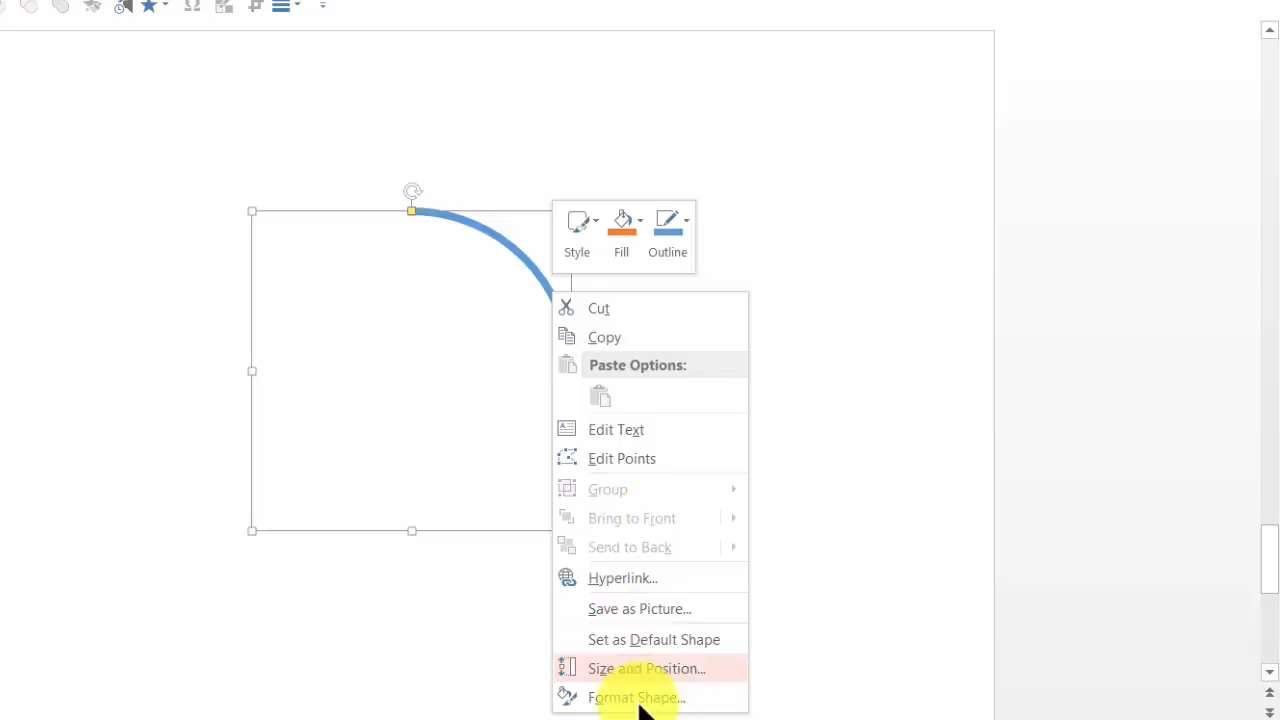 Style Fill Outline
Cut
Copy
Paste Options:
Edit Text
Edit Points
Group
Bring to Front
Send to Back
Hyperlink...
Save as Picture...
Set as Default Shape
Size and Position...
Format Shape...